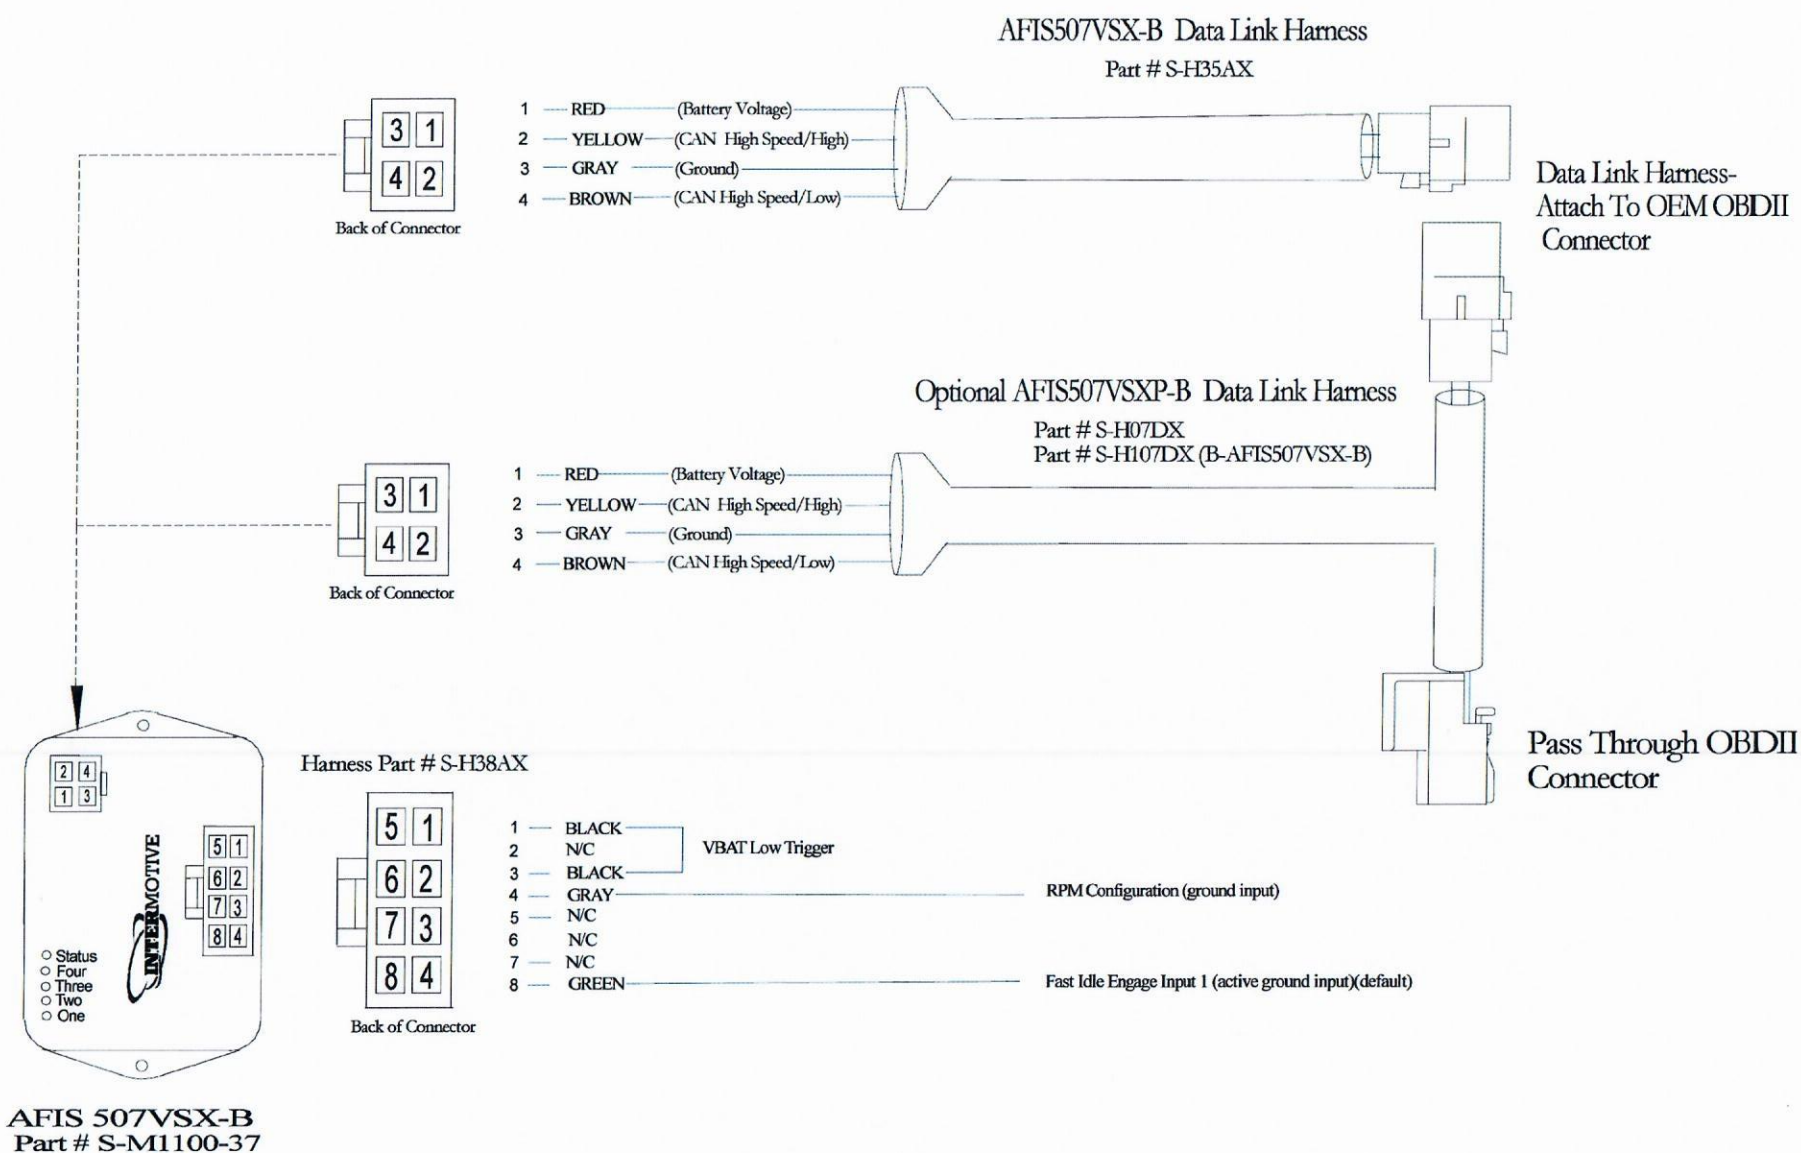 AFIS507VSX-B Data Link Harness
Part # S-H35AX
3 1
4 2
Back of Connector
1 RED (Battery Voltage)
2 YELLOW (CAN High Speed/High)
3 GRAY (Ground)
4 BROWN (CAN High Speed/Low)
Data Link Harness-
Attach To OEM OBDII
Connector
Optional AFIS507VSXP-B Data Link Harness
Part # S-H07DX
Part # S-H107DX (B-AFIS507VSX-B)
3 1
4 2
Back of Connector
1 RED (Battery Voltage)
2 YELLOW (CAN High Speed/High)
3 GRAY (Ground)
4 BROWN (CAN High Speed/Low)
Pass Through OBDII
Connector
2 4
1 3
5 1
6 2
7 3
8 4
INTERMOTIVE
Status
Four
Three
Two
One
AFIS 507VSX-B
Part # S-M1100-37
Harness Part # S-H38AX
5 1
6 2
7 3
8 4
Back of Connector
1 BLACK
2 N/C
3 BLACK
VBAT Low Trigger
4 GRAY RPM Configuration (ground input)
5 N/C
6 N/C
7 N/C
8 GREEN Fast Idle Engage Input 1 (active ground input)(default)